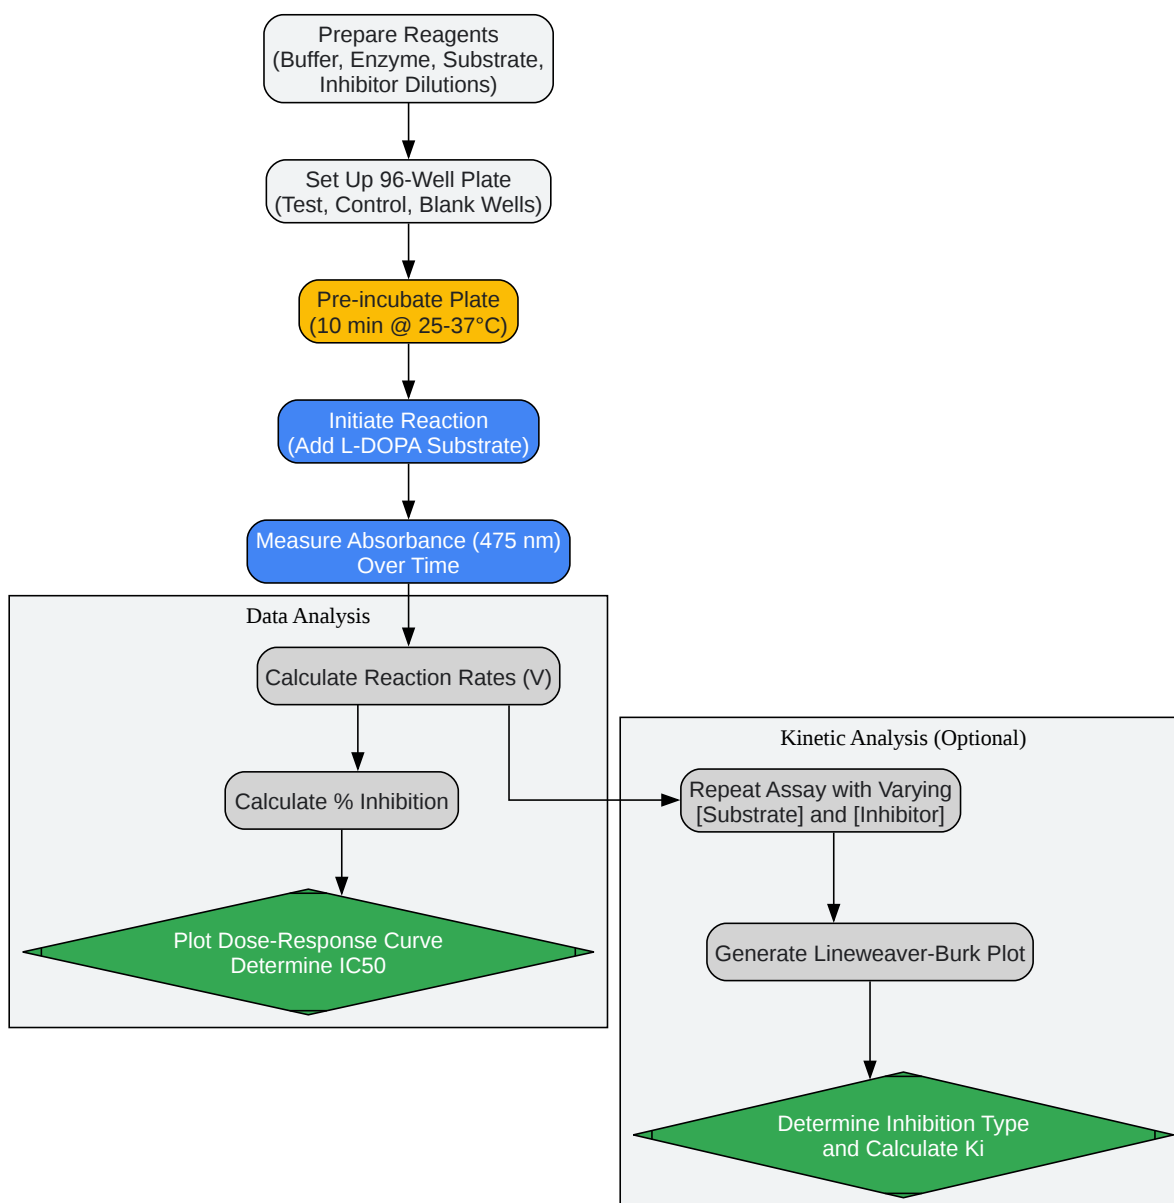 Prepare Reagents
(Buffer, Enzyme, Substrate,
Inhibitor Dilutions)
Set Up 96-Well Plate
(Test, Control, Blank Wells)
Pre-incubate Plate
(10 min @ 25-37°C)
Initiate Reaction
(Add L-DOPA Substrate)
Measure Absorbance (475 nm)
Over Time
Data Analysis
Calculate Reaction Rates (V)
Calculate % Inhibition
Plot Dose-Response Curve
Determine IC50
Kinetic Analysis (Optional)
Repeat Assay with Varying
[Substrate] and [Inhibitor]
Generate Lineweaver-Burk Plot
Determine Inhibition Type
and Calculate Ki